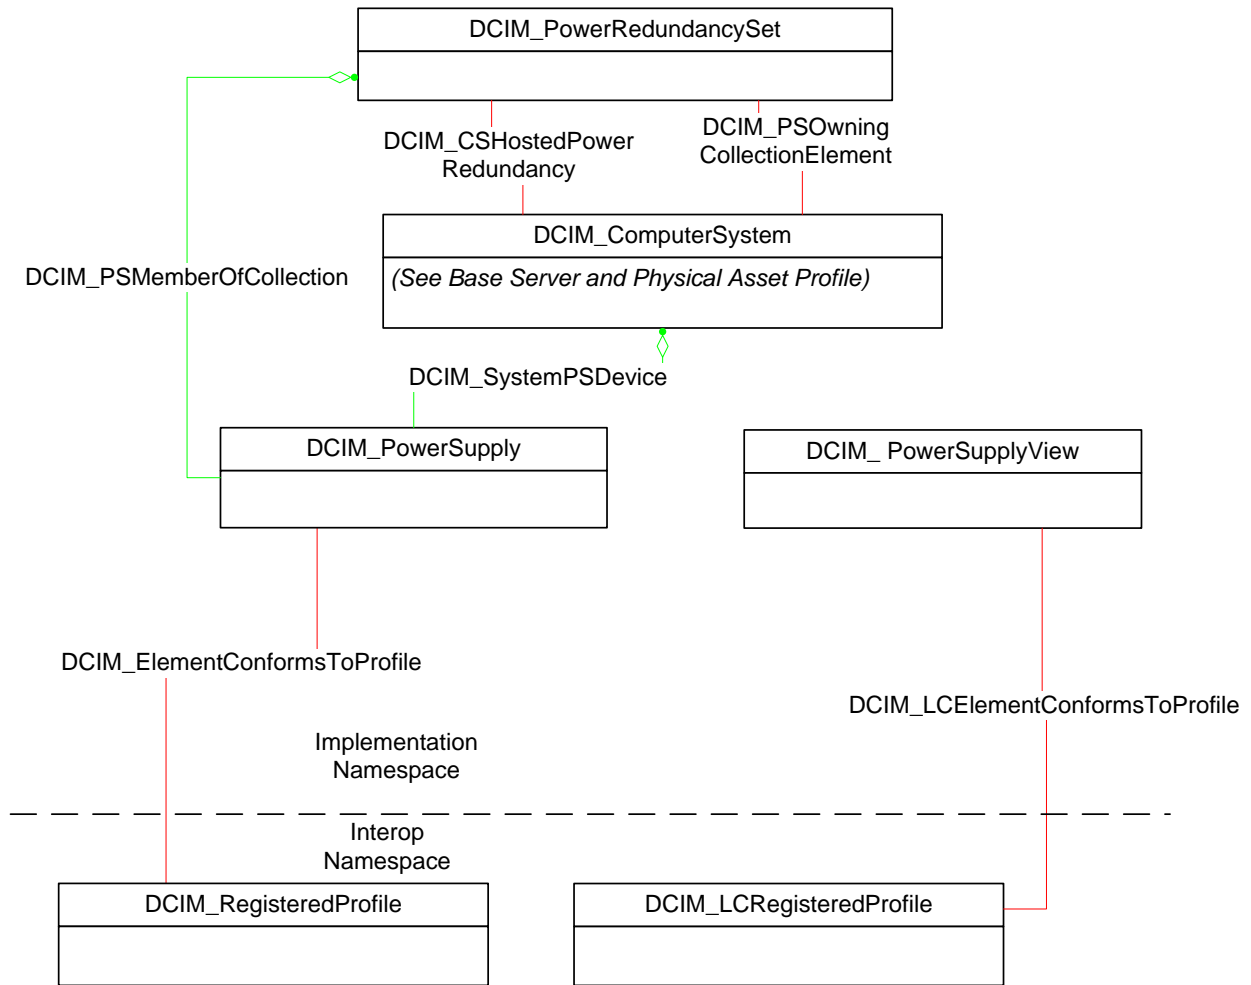 DCIM_PowerRedundancySet
DCIM_CSHostedPower
Redundancy
DCIM_PSOwning
CollectionElement
DCIM_ComputerSystem
(See Base Server and Physical Asset Profile)
DCIM_PSMemberOfCollection
DCIM_SystemPSDevice
DCIM_PowerSupply
DCIM_ PowerSupplyView
DCIM_ElementConformsToProfile
DCIM_LCElementConformsToProfile
Implementation
Namespace
Interop
Namespace
DCIM_RegisteredProfile
DCIM_LCRegisteredProfile